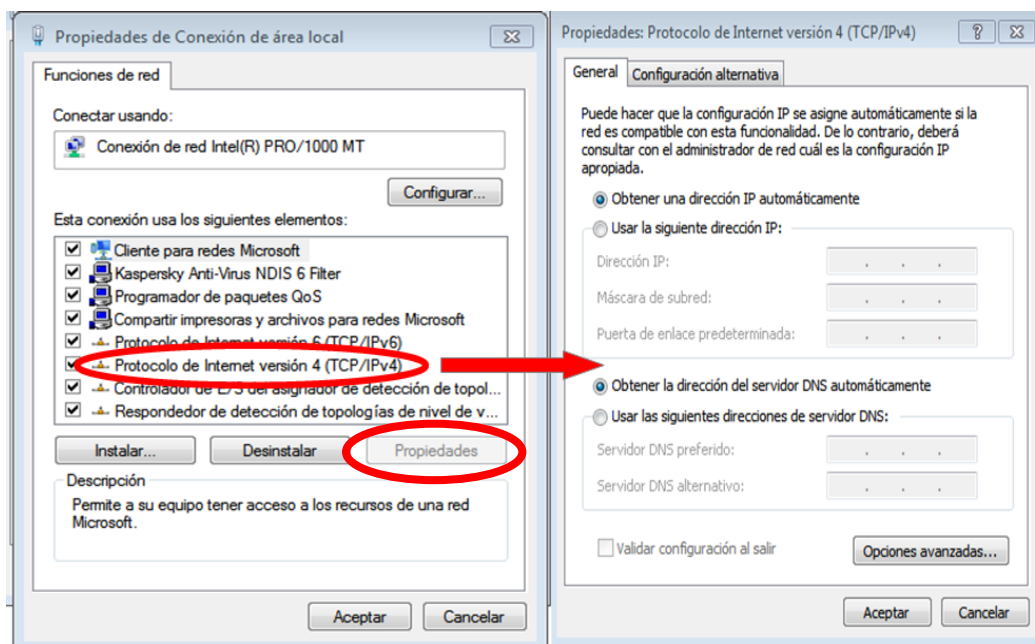 Propiedades de Conexión de área local
Funciones de red
Conectar usando:
Conexión de red Intel(R) PRO/1000 MT
Configurar...
Esta conexión usa los siguientes elementos:
Cliente para redes Microsoft
Kaspersky Anti-Virus NDIS 6 Filter
Programador de paquetes QoS
Compartir impresoras y archivos para redes Microsoft
Protocolo de Internet versión 6 (TCP/IPv6)
Protocolo de Internet versión 4 (TCP/IPv4)
Controlador de E/S del asignador de detección de topol...
Respondedor de detección de topologías de nivel de v...
Instalar...
Desinstalar
Propiedades
Descripción
Permite a su equipo tener acceso a los recursos de una red
Microsoft.
Aceptar
Cancelar
Propiedades: Protocolo de Internet versión 4 (TCP/IPv4)
General
Configuración alternativa
Puede hacer que la configuración IP se asigne automáticamente si la
red es compatible con esta funcionalidad. De lo contrario, deberá
consultar con el administrador de red cuál es la configuración IP
apropiada.
Obtener una dirección IP automáticamente
Usar la siguiente dirección IP:
Dirección IP:
Máscara de subred:
Puerta de enlace predeterminada:
Obtener la dirección del servidor DNS automáticamente
Usar las siguientes direcciones de servidor DNS:
Servidor DNS preferido:
Servidor DNS alternativo:
Validar configuración al salir
Opciones avanzadas...
Aceptar
Cancelar